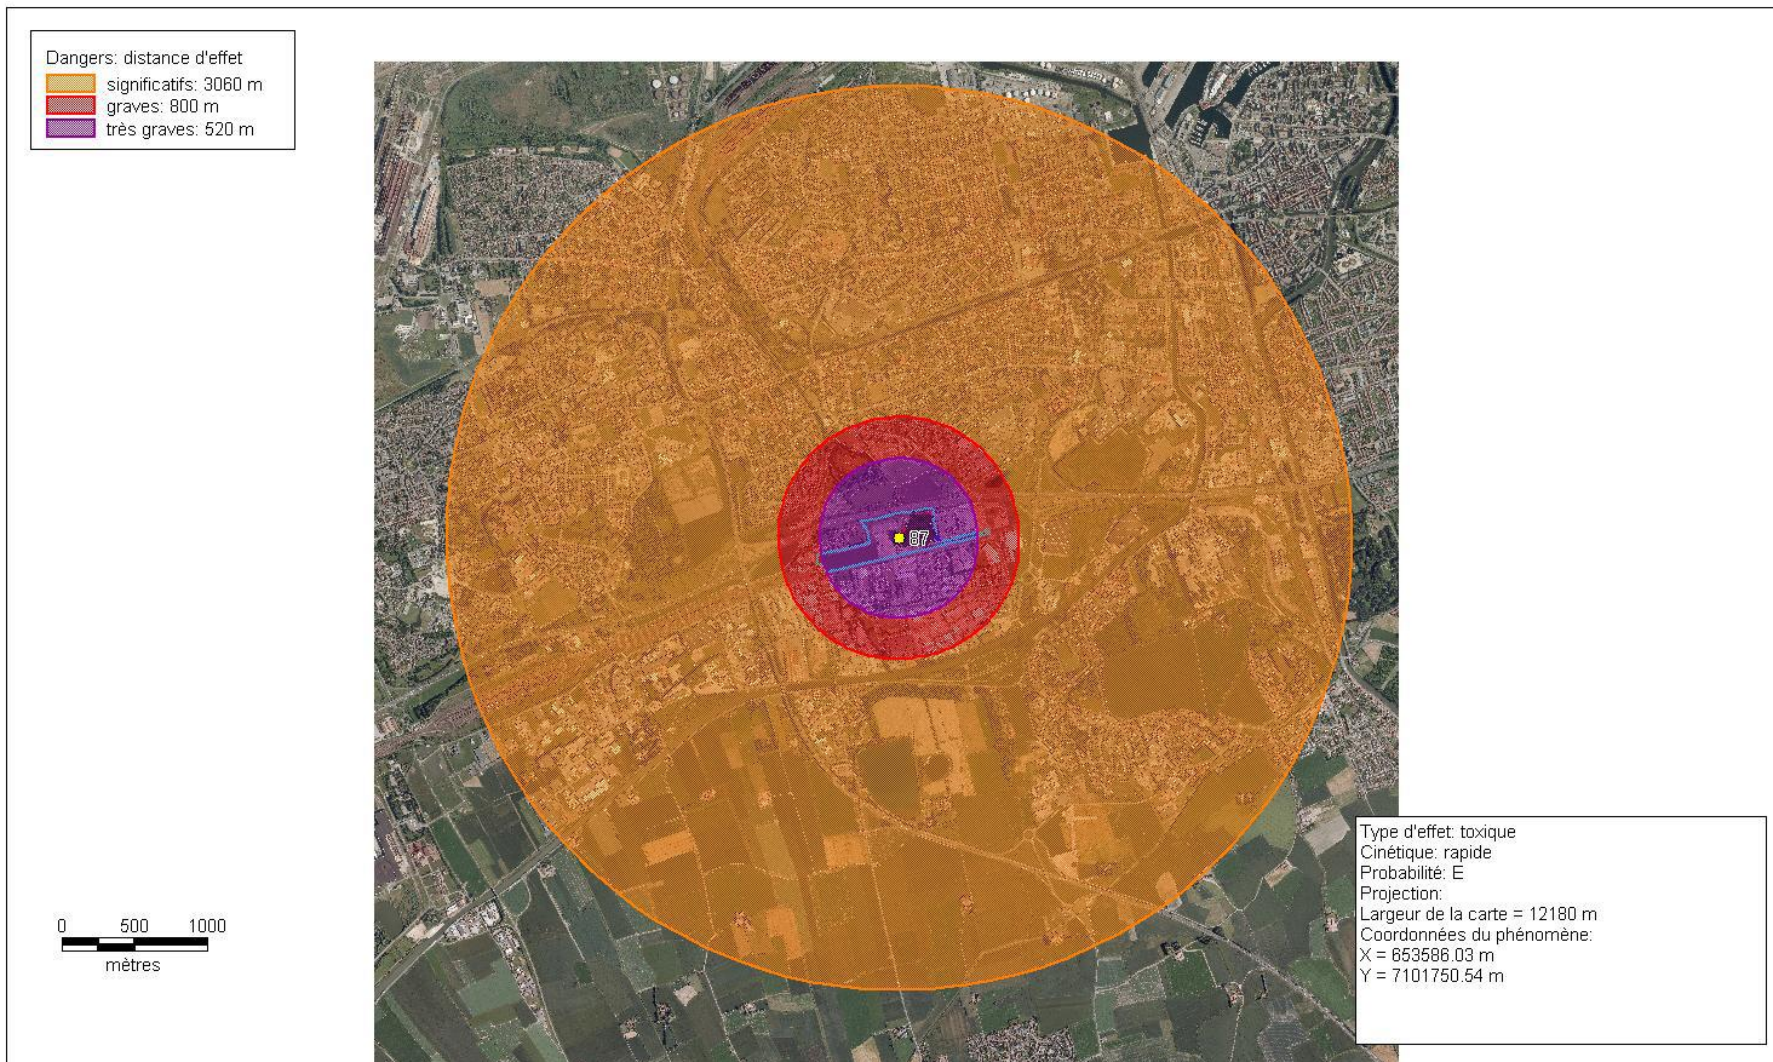 Dangers: distance d'effet
significatifs: 3060 m
graves: 800 m
très graves: 520 m
87
0 500 1000
mètres
Type d'effet: toxique
Cinétique: rapide
Probabilité: E
Projection:
Largeur de la carte = 12180 m
Coordonnées du phénomène:
X = 653586.03 m
Y = 7101750.54 m